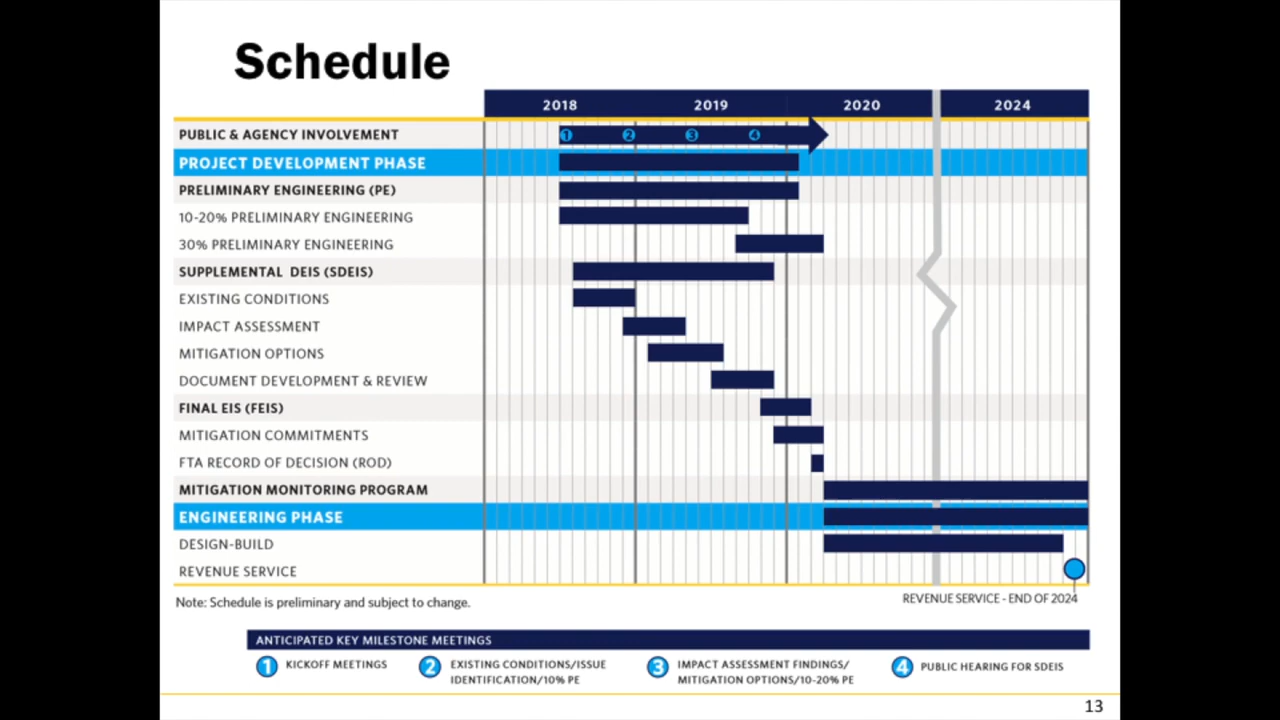 Schedule
2018 2019 2020 2024
PUBLIC & AGENCY INVOLVEMENT 1 2 3 4
PROJECT DEVELOPMENT PHASE
PRELIMINARY ENGINEERING (PE)
10-20% PRELIMINARY ENGINEERING
30% PRELIMINARY ENGINEERING
SUPPLEMENTAL DEIS (SDEIS)
EXISTING CONDITIONS
IMPACT ASSESSMENT
MITIGATION OPTIONS
DOCUMENT DEVELOPMENT & REVIEW
FINAL EIS (FEIS)
MITIGATION COMMITMENTS
FTA RECORD OF DECISION (ROD)
MITIGATION MONITORING PROGRAM
ENGINEERING PHASE
DESIGN-BUILD
REVENUE SERVICE
REVENUE SERVICE - END OF 2024
Note: Schedule is preliminary and subject to change.
ANTICIPATED KEY MILESTONE MEETINGS
1 KICKOFF MEETINGS
2 EXISTING CONDITIONS/ISSUE
IDENTIFICATION/10% PE
3 IMPACT ASSESSMENT FINDINGS/
MITIGATION OPTIONS/10-20% PE
4 PUBLIC HEARING FOR SDEIS
13